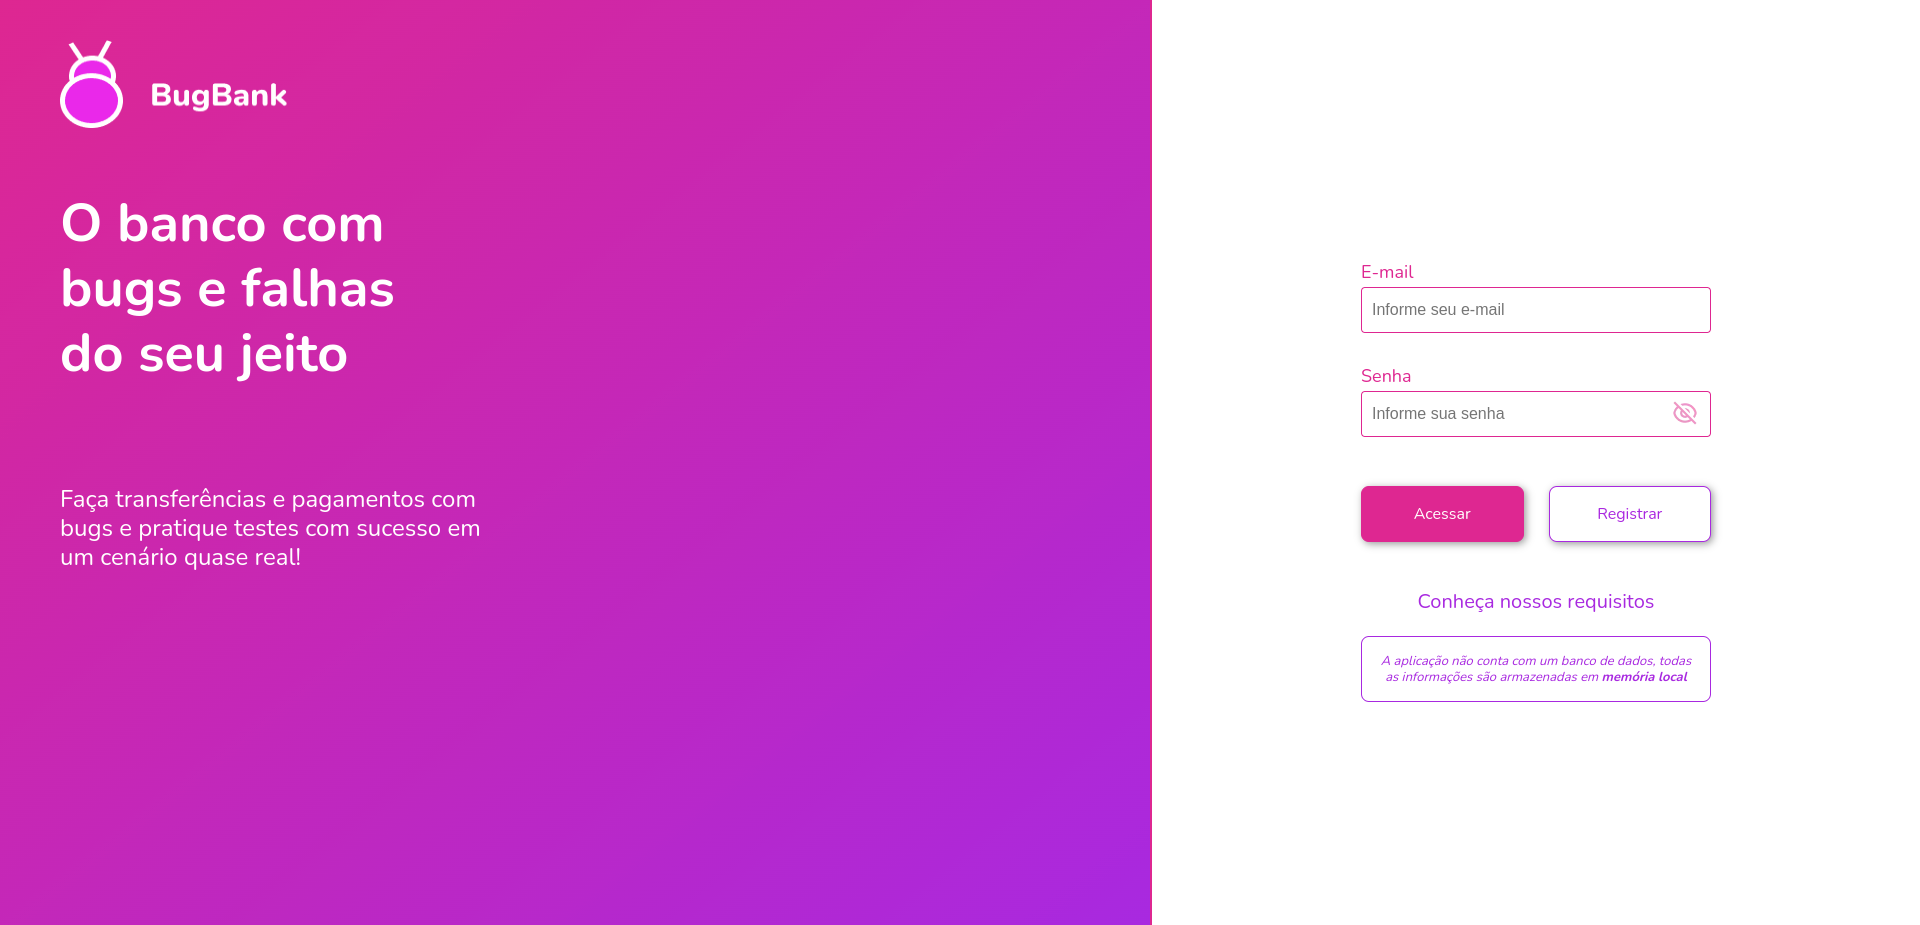 BugBank
O banco com
bugs e falhas
do seu jeito
Faça transferências e pagamentos com
bugs e pratique testes com sucesso em
um cenário quase real!
E-mail
Informe seu e-mail
Senha
Informe sua senha
Acessar
Registrar
Conheça nossos requisitos
A aplicação não conta com um banco de dados, todas
as informações são armazenadas em memória local